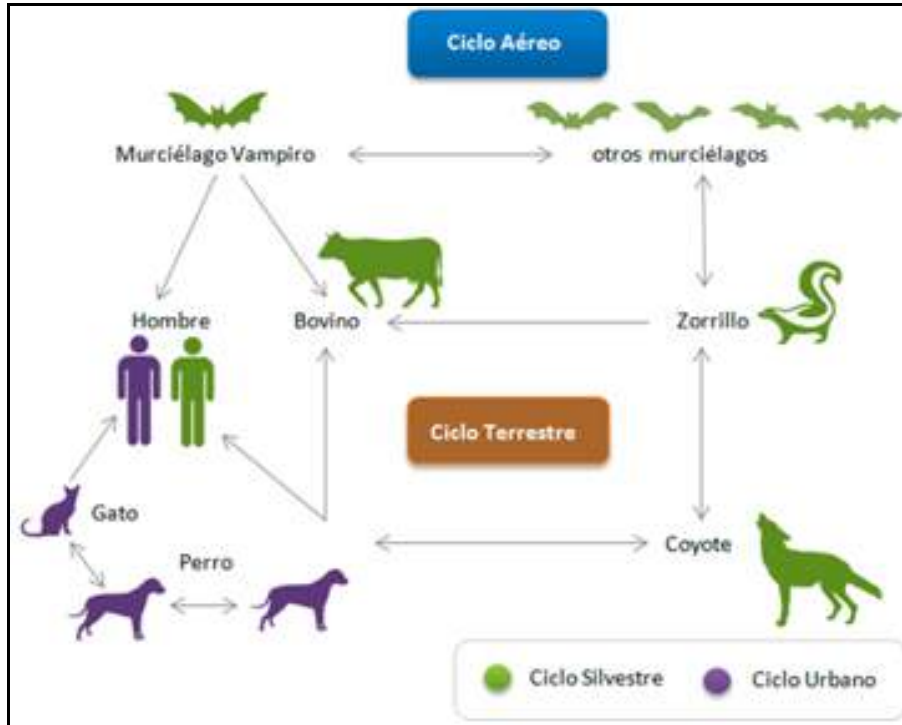 Ciclo Aéreo
Murciélago Vampiro
otros murciélagos
Hombre
Bovino
Zorrillo
Ciclo Terrestre
Gato
Perro
Coyote
Ciclo Silvestre
Ciclo Urbano